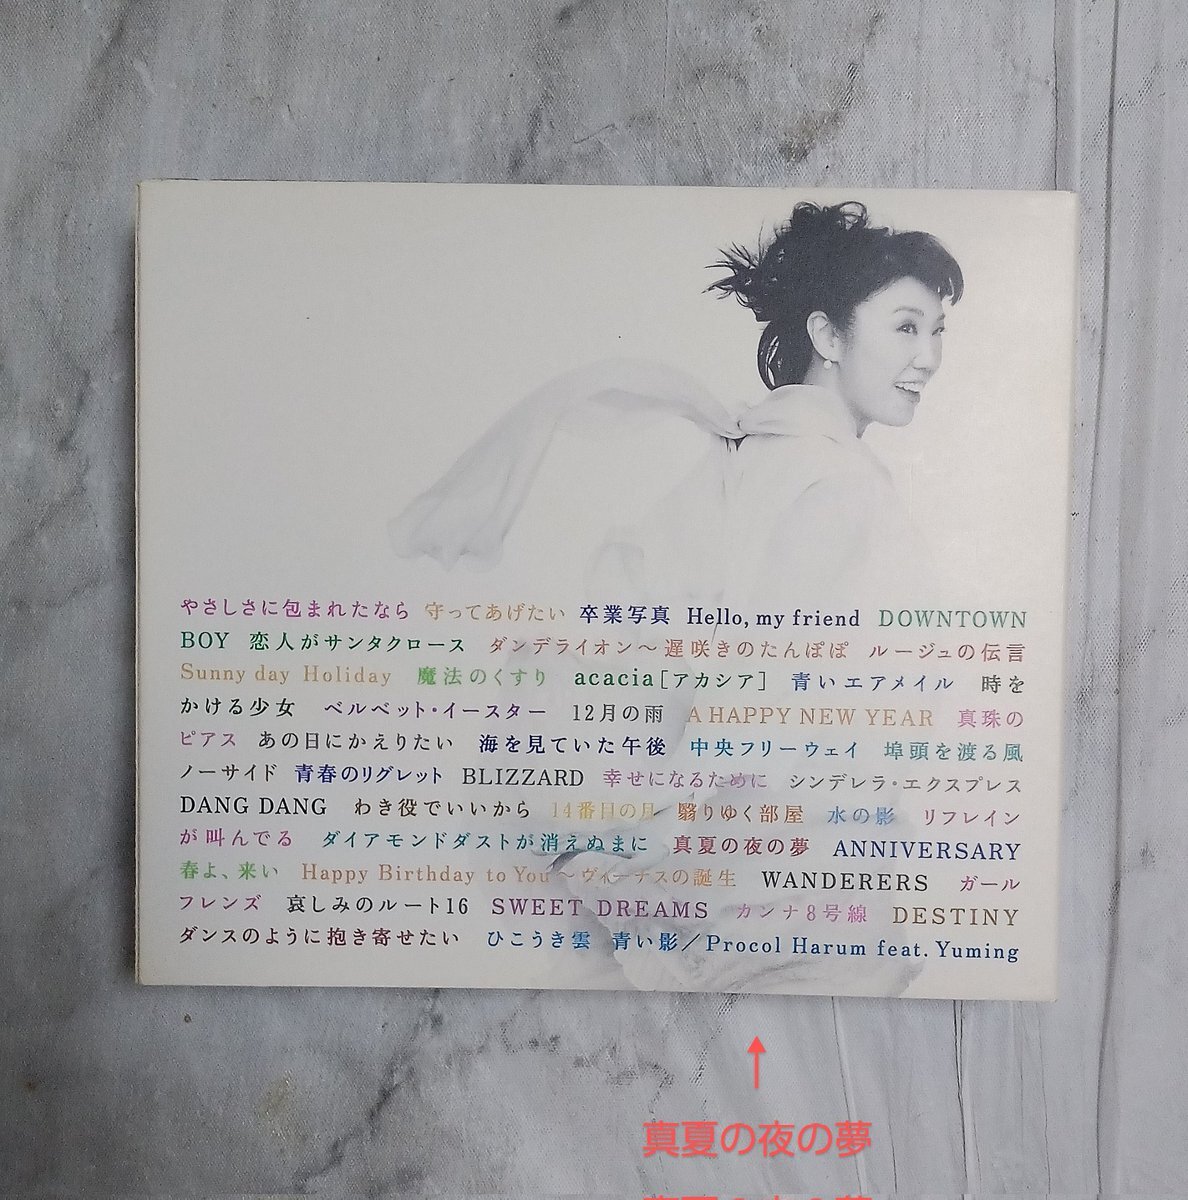 やさしさに包まれたなら 守ってあげたい 卒業写真 Hello, my friend DOWNTOWN
BOY 恋人がサンタクロース ダンデライオン〜遅咲きのたんぽぽ ルージュの伝言
Sunny day Holiday 魔法のくすり acacia[アカシア] 青いエアメイル 時を
かける少女 ベルベット・イースター 12月の雨 A HAPPY NEW YEAR 真珠の
ピアス あの日にかえりたい 海を見ていた午後 中央フリーウェイ 埠頭を渡る風
ノーサイド 青春のリグレット BLIZZARD 幸せになるために シンデレラ・エクスプレス
DANG DANG わき役でいいから 14番目の月 翳りゆく部屋 水の影 リフレイン
が叫んでる ダイアモンドダストが消えぬまに 真夏の夜の夢 ANNIVERSARY
春よ、来い Happy Birthday to You〜ヴィーナスの誕生 WANDERERS ガール
フレンズ 哀しみのルート16 SWEET DREAMS カンナ8号線 DESTINY
ダンスのように抱き寄せたい ひこうき雲 青い影／Procol Harum feat. Yuming
↑
真夏の夜の夢